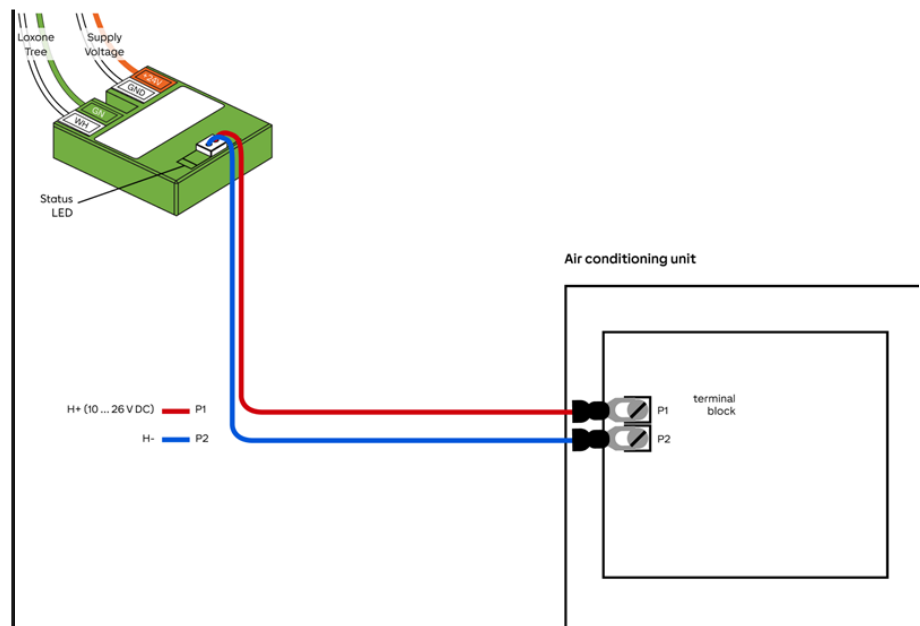 Loxone
Tree
Supply
Voltage
+24V
GND
GN
WH
Status
LED
Air conditioning unit
H+ (10 ... 26 V DC)
P1
H-
P2
P1
terminal
block
P2